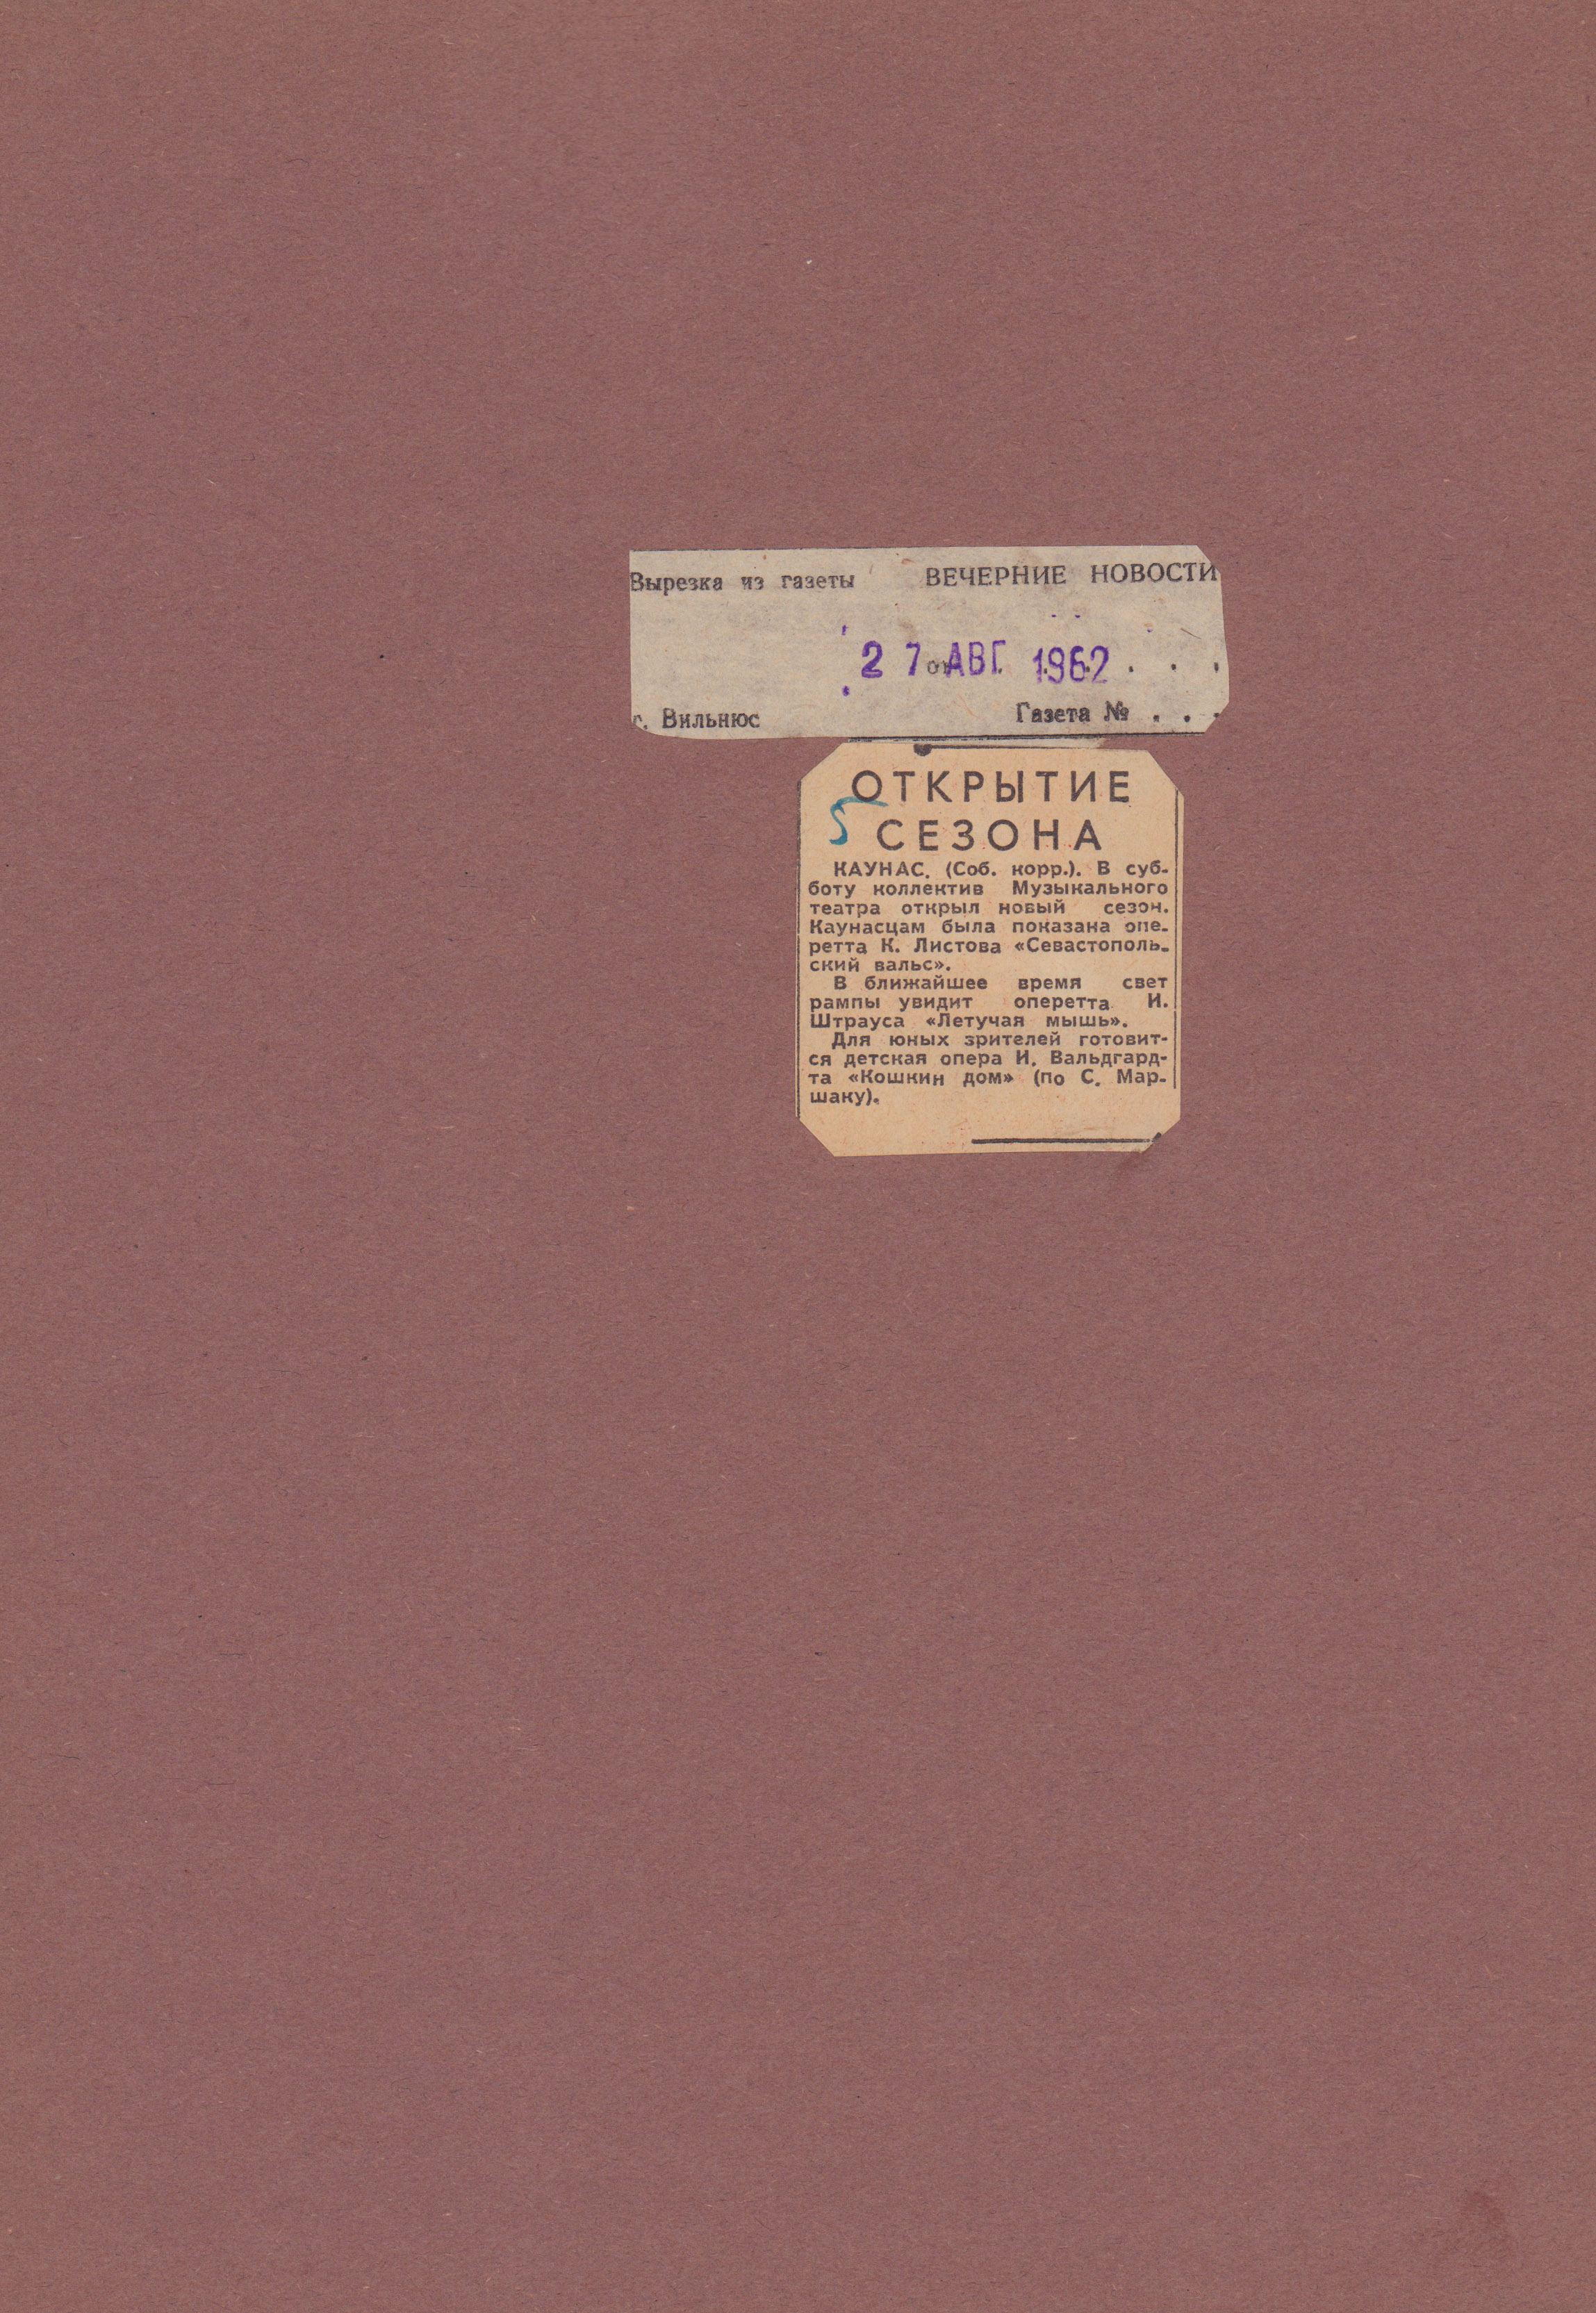 Вырезка из газеты ВЕЧЕРНИЕ НОВОСТИ
от 27 АВГ 1962 . . .
г. Вильнюс Газета № . . .
ОТКРЫТИЕ
5 СЕЗОНА
КАУНАС. (Соб. корр.). В суб-
боту коллектив Музыкального
театра открыл новый сезон.
Каунасцам была показана опе-
ретта К. Листова «Севастополь-
ский вальс».
В ближайшее время свет
рампы увидит оперетта И.
Штрауса «Летучая мышь».
Для юных зрителей готовит-
ся детская опера И. Вальдгард-
та «Кошкин дом» (по С. Мар-
шаку).